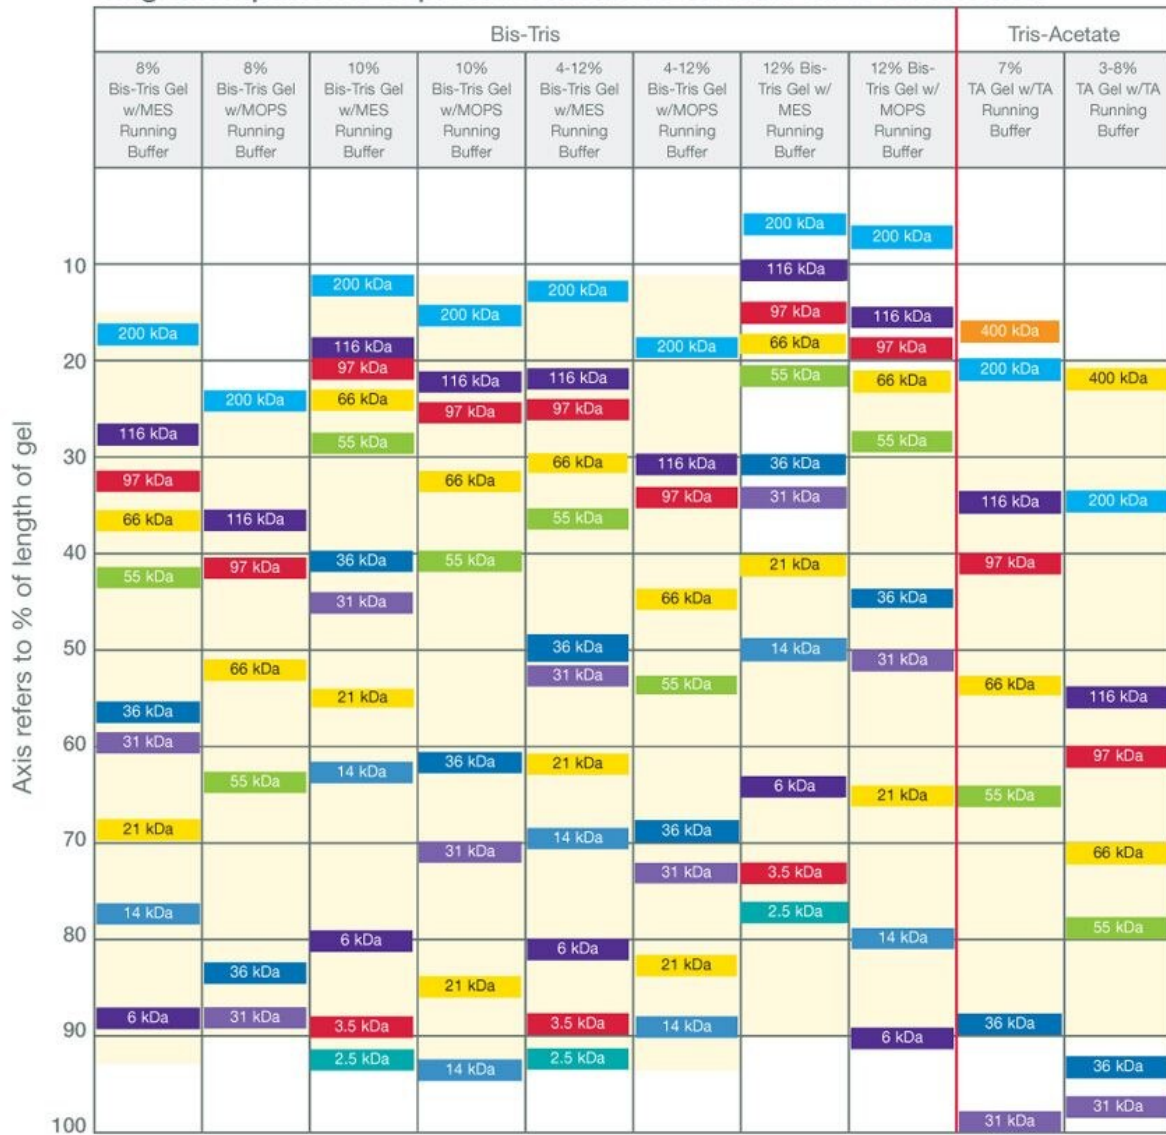 Bis-Tris
Tris-Acetate
8%
Bis-Tris Gel
w/MES
Running
Buffer
8%
Bis-Tris Gel
w/MOPS
Running
Buffer
10%
Bis-Tris Gel
w/MES
Running
Buffer
10%
Bis-Tris Gel
w/MOPS
Running
Buffer
4-12%
Bis-Tris Gel
w/MES
Running
Buffer
4-12%
Bis-Tris Gel
w/MOPS
Running
Buffer
12% Bis-
Tris Gel w/
MES
Running
Buffer
12% Bis-
Tris Gel w/
MOPS
Running
Buffer
7%
TA Gel w/TA
Running
Buffer
3-8%
TA Gel w/TA
Running
Buffer
Axis refers to % of length of gel
10
20
30
40
50
60
70
80
90
100
200 kDa
116 kDa
97 kDa
66 kDa
55 kDa
36 kDa
31 kDa
21 kDa
14 kDa
6 kDa
200 kDa
116 kDa
97 kDa
66 kDa
55 kDa
36 kDa
31 kDa
200 kDa
116 kDa
97 kDa
66 kDa
55 kDa
36 kDa
31 kDa
21 kDa
14 kDa
6 kDa
3.5 kDa
2.5 kDa
200 kDa
116 kDa
97 kDa
66 kDa
55 kDa
36 kDa
31 kDa
21 kDa
14 kDa
200 kDa
116 kDa
97 kDa
66 kDa
55 kDa
36 kDa
31 kDa
21 kDa
14 kDa
6 kDa
3.5 kDa
2.5 kDa
200 kDa
116 kDa
97 kDa
66 kDa
55 kDa
36 kDa
31 kDa
21 kDa
14 kDa
200 kDa
116 kDa
97 kDa
66 kDa
55 kDa
36 kDa
31 kDa
21 kDa
14 kDa
6 kDa
3.5 kDa
2.5 kDa
200 kDa
116 kDa
97 kDa
66 kDa
55 kDa
36 kDa
31 kDa
21 kDa
14 kDa
6 kDa
400 kDa
200 kDa
116 kDa
97 kDa
66 kDa
55 kDa
36 kDa
31 kDa
400 kDa
200 kDa
116 kDa
97 kDa
66 kDa
55 kDa
36 kDa
31 kDa